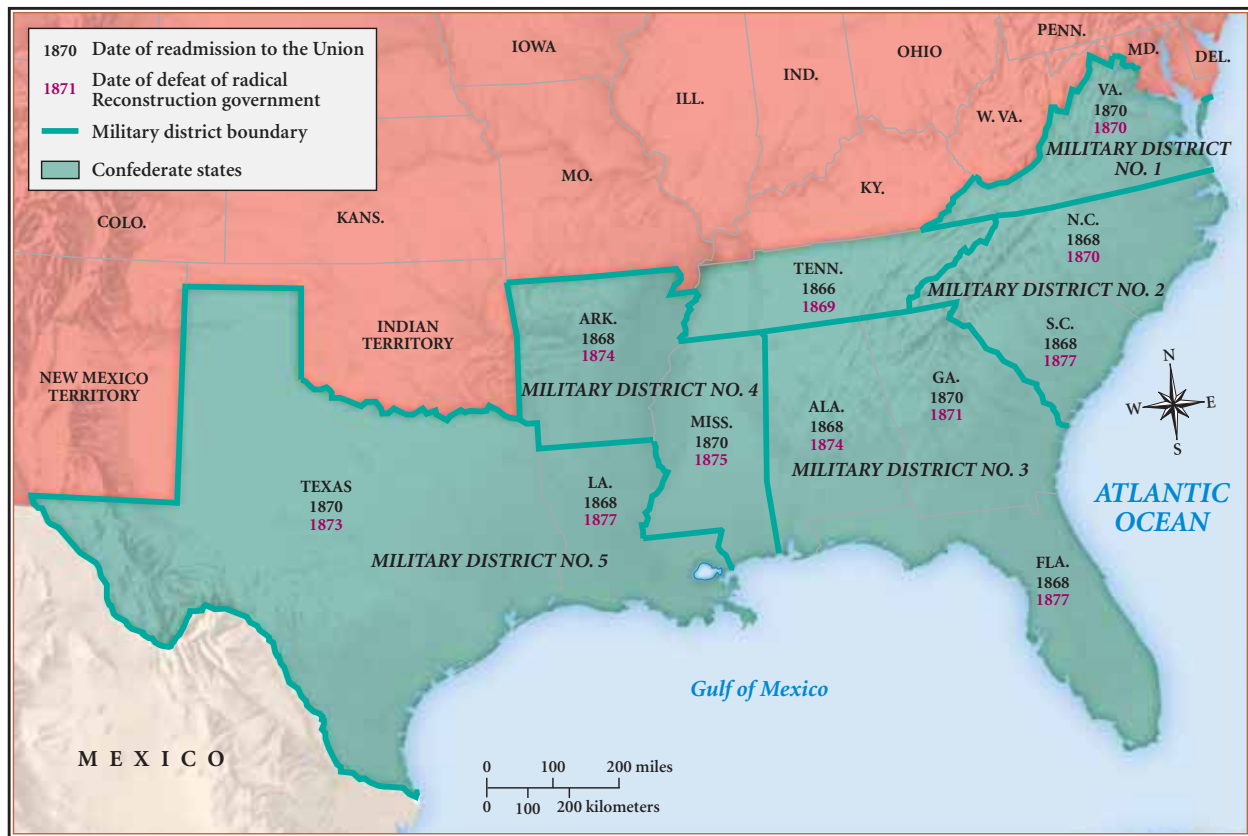 1870 Date of readmission to the Union
1871 Date of defeat of radical
Reconstruction government
Military district boundary
Confederate states
IOWA
ILL.
IND.
OHIO
PENN.
MD.
DEL.
W. VA.
VA.
1870
1870
MILITARY DISTRICT
NO. 1
COLO.
KANS.
MO.
KY.
N.C.
1868
1870
TENN.
1866
1869
MILITARY DISTRICT NO. 2
S.C.
1868
1877
NEW MEXICO
TERRITORY
INDIAN
TERRITORY
ARK.
1868
1874
MILITARY DISTRICT NO. 4
MISS.
1870
1875
ALA.
1868
1874
GA.
1870
1871
MILITARY DISTRICT NO. 3
N
W
E
S
TEXAS
1870
1873
LA.
1868
1877
MILITARY DISTRICT NO. 5
ATLANTIC
OCEAN
FLA.
1868
1877
Gulf of Mexico
MEXICO
0 100 200 miles
0 100 200 kilometers